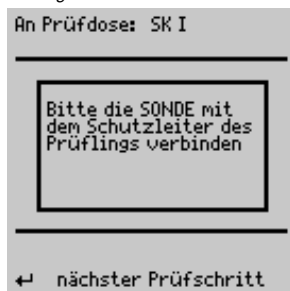 An Prüfdose: SK I
Bitte die SONDE mit
dem Schutzleiter des
Prüflings verbinden
↵ nächster Prüfschritt